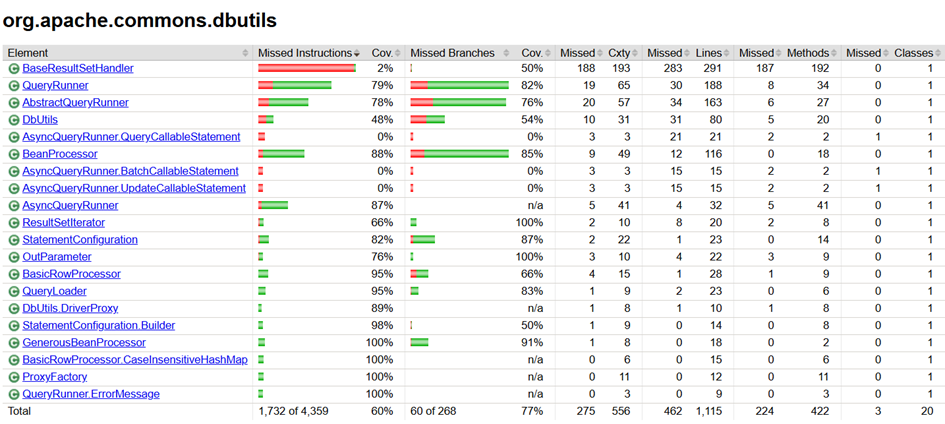 org.apache.commons.dbutils
Element Missed Instructions Cov. Missed Branches Cov. Missed Cxty Missed Lines Missed Methods Missed Classes
BaseResultSetHandler 2% 50% 188 193 283 291 187 192 0 1
QueryRunner 79% 82% 19 65 30 188 8 34 0 1
AbstractQueryRunner 78% 76% 20 57 34 163 6 27 0 1
DbUtils 48% 54% 10 31 31 80 5 20 0 1
AsyncQueryRunner.QueryCallableStatement 0% 0% 3 3 21 21 2 2 1 1
BeanProcessor 88% 85% 9 49 12 116 0 18 0 1
AsyncQueryRunner.BatchCallableStatement 0% 0% 3 3 15 15 2 2 1 1
AsyncQueryRunner.UpdateCallableStatement 0% 0% 3 3 15 15 2 2 1 1
AsyncQueryRunner 87% n/a 5 41 4 32 5 41 0 1
ResultSetIterator 66% 100% 2 10 8 20 2 8 0 1
StatementConfiguration 82% 87% 2 22 1 23 0 14 0 1
OutParameter 76% 100% 3 10 4 22 3 9 0 1
BasicRowProcessor 95% 66% 4 15 1 28 1 9 0 1
QueryLoader 95% 83% 1 9 2 23 0 6 0 1
DbUtils.DriverProxy 89% n/a 1 8 1 10 1 8 0 1
StatementConfiguration.Builder 98% 50% 1 9 0 14 0 8 0 1
GenerousBeanProcessor 100% 91% 1 8 0 18 0 2 0 1
BasicRowProcessor.CaseInsensitiveHashMap 100% n/a 0 6 0 15 0 6 0 1
ProxyFactory 100% n/a 0 11 0 12 0 11 0 1
QueryRunner.ErrorMessage 100% n/a 0 3 0 9 0 3 0 1
Total 1,732 of 4,359 60% 60 of 268 77% 275 556 462 1,115 224 422 3 20